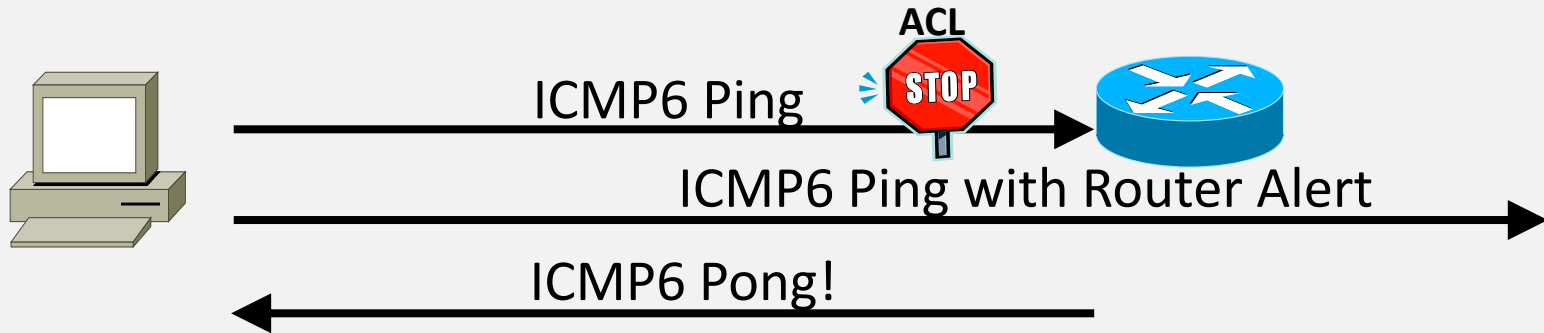 ACL
STOP
ICMP6 Ping
ICMP6 Ping with Router Alert
ICMP6 Pong!